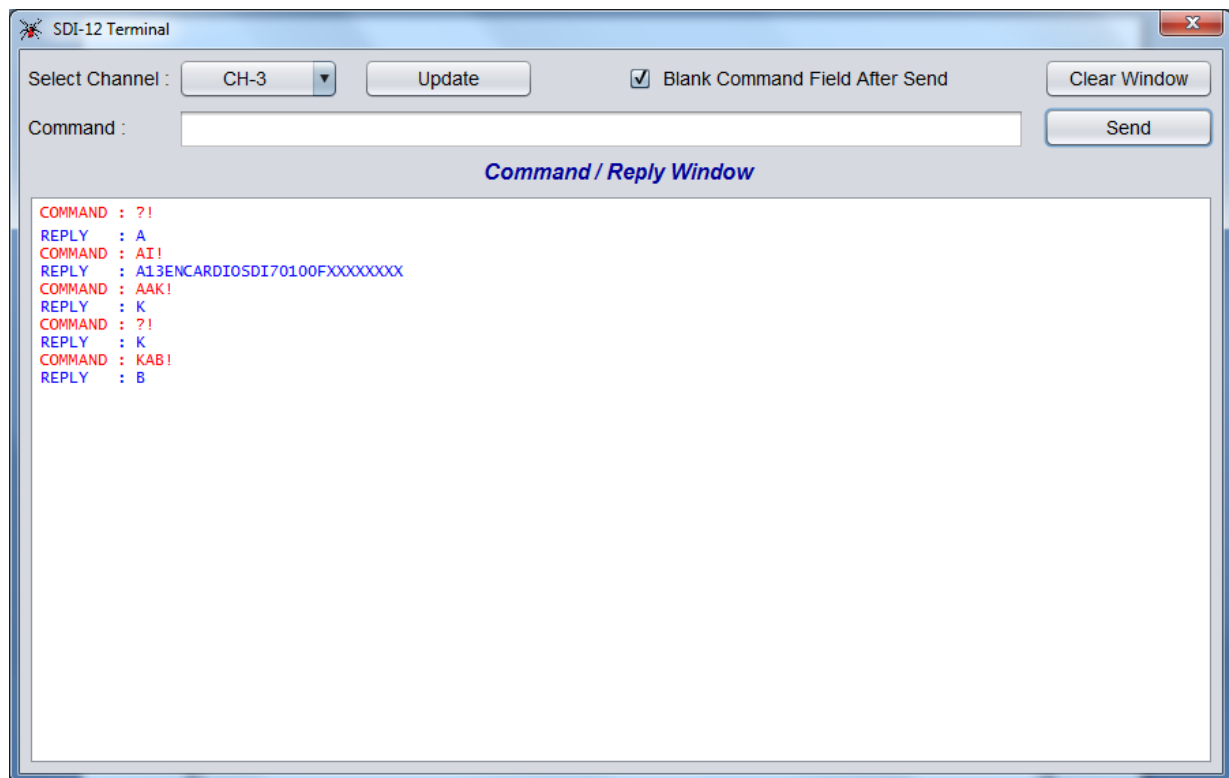 SDI-12 Terminal
Select Channel : CH-3 Update Blank Command Field After Send Clear Window
Command : Send
Command / Reply Window
COMMAND : ?!
REPLY : A
COMMAND : AI!
REPLY : A13ENCARDIOSDI70100FXXXXXXXX
COMMAND : AAK!
REPLY : K
COMMAND : ?!
REPLY : K
COMMAND : KAB!
REPLY : B